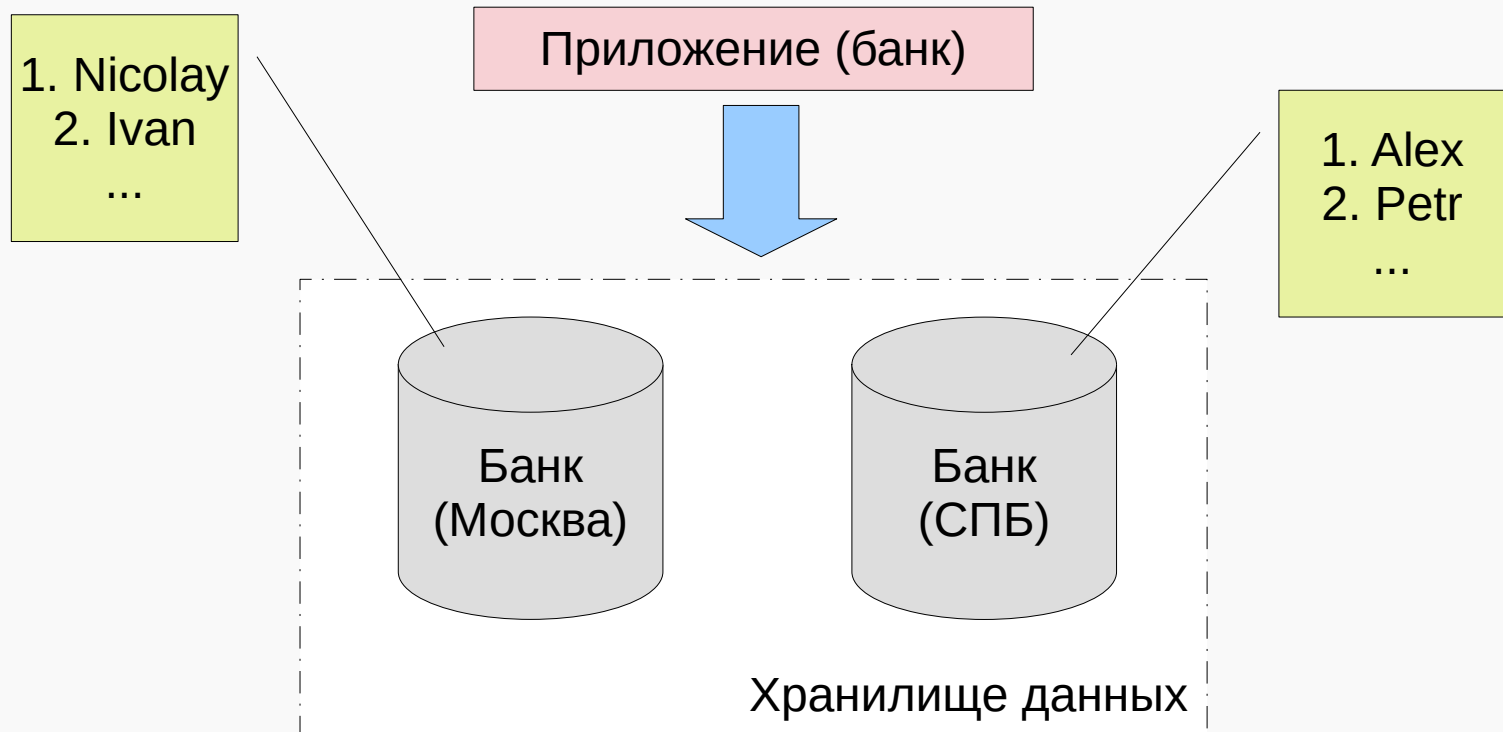 Приложение (банк)
1. Nicolay
2. Ivan
...
1. Alex
2. Petr
...
Банк
(Москва)
Банк
(СПБ)
Хранилище данных